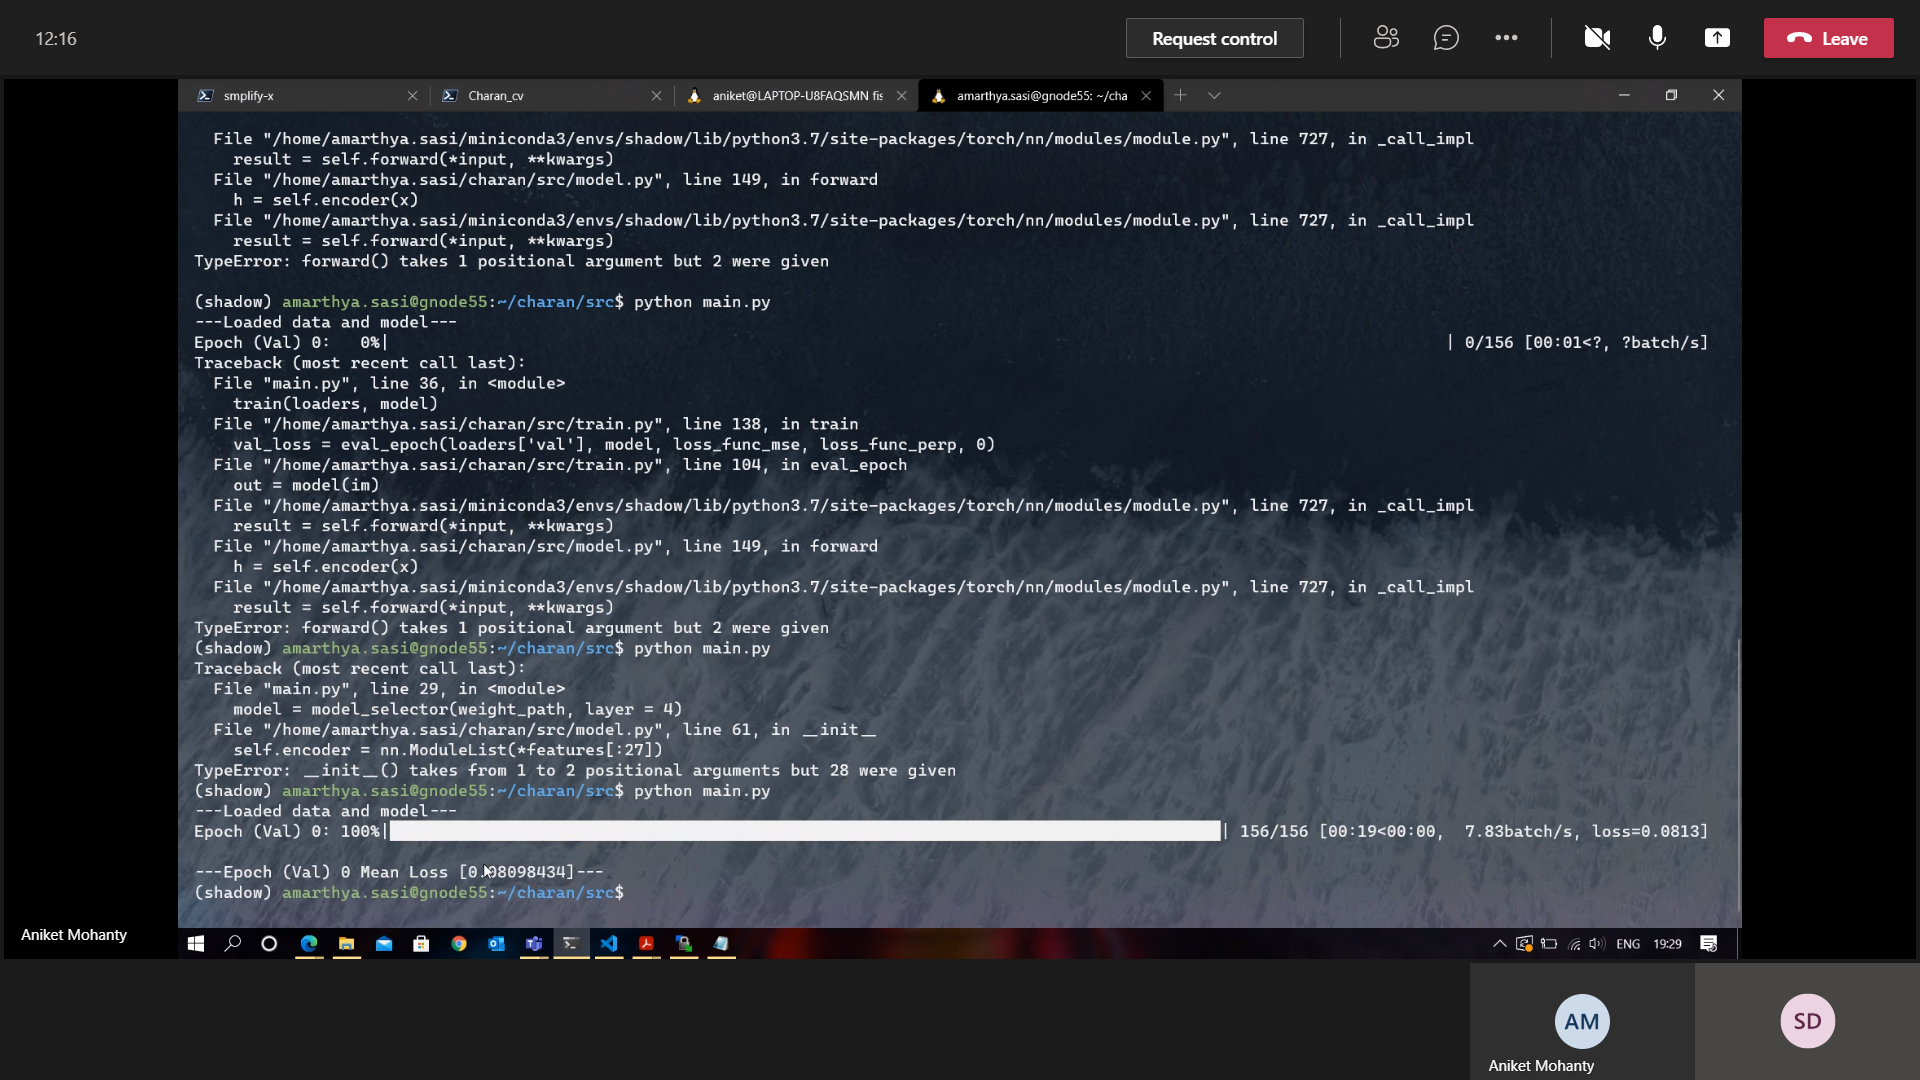 12:16
Request control
Leave
smplify-x
Charan_cv
aniket@LAPTOP-U8FAQSMN fis
amarthya.sasi@gnode55: ~/cha
File "/home/amarthya.sasi/miniconda3/envs/shadow/lib/python3.7/site-packages/torch/nn/modules/module.py", line 727, in _call_impl
result = self.forward(*input, **kwargs)
File "/home/amarthya.sasi/charan/src/model.py", line 149, in forward
h = self.encoder(x)
File "/home/amarthya.sasi/miniconda3/envs/shadow/lib/python3.7/site-packages/torch/nn/modules/module.py", line 727, in _call_impl
result = self.forward(*input, **kwargs)
TypeError: forward() takes 1 positional argument but 2 were given
(shadow) amarthya.sasi@gnode55:~/charan/src$ python main.py
---Loaded data and model---
Epoch (Val) 0:   0%| | 0/156 [00:01<?, ?batch/s]
Traceback (most recent call last):
File "main.py", line 36, in <module>
train(loaders, model)
File "/home/amarthya.sasi/charan/src/train.py", line 138, in train
val_loss = eval_epoch(loaders['val'], model, loss_func_mse, loss_func_perp, 0)
File "/home/amarthya.sasi/charan/src/train.py", line 104, in eval_epoch
out = model(im)
File "/home/amarthya.sasi/miniconda3/envs/shadow/lib/python3.7/site-packages/torch/nn/modules/module.py", line 727, in _call_impl
result = self.forward(*input, **kwargs)
File "/home/amarthya.sasi/charan/src/model.py", line 149, in forward
h = self.encoder(x)
File "/home/amarthya.sasi/miniconda3/envs/shadow/lib/python3.7/site-packages/torch/nn/modules/module.py", line 727, in _call_impl
result = self.forward(*input, **kwargs)
TypeError: forward() takes 1 positional argument but 2 were given
(shadow) amarthya.sasi@gnode55:~/charan/src$ python main.py
Traceback (most recent call last):
File "main.py", line 29, in <module>
model = model_selector(weight_path, layer = 4)
File "/home/amarthya.sasi/charan/src/model.py", line 61, in __init__
self.encoder = nn.ModuleList(*features[:27])
TypeError: __init__() takes from 1 to 2 positional arguments but 28 were given
(shadow) amarthya.sasi@gnode55:~/charan/src$ python main.py
---Loaded data and model---
Epoch (Val) 0: 100%| | 156/156 [00:19<00:00,  7.83batch/s, loss=0.0813]
---Epoch (Val) 0 Mean Loss [0.08098434]---
(shadow) amarthya.sasi@gnode55:~/charan/src$
Aniket Mohanty
ENG
19:29
AM
SD
Aniket Mohanty